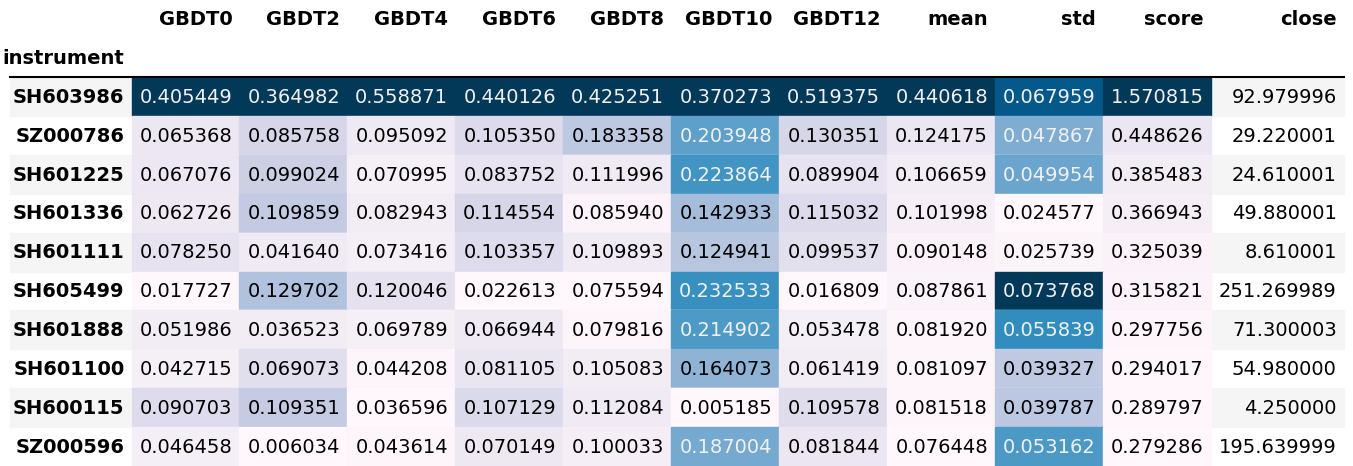 GBDT0 GBDT2 GBDT4 GBDT6 GBDT8 GBDT10 GBDT12 mean std score close
instrument
SH603986 0.405449 0.364982 0.558871 0.440126 0.425251 0.370273 0.519375 0.440618 0.067959 1.570815 92.979996
SZ000786 0.065368 0.085758 0.095092 0.105350 0.183358 0.203948 0.130351 0.124175 0.047867 0.448626 29.220001
SH601225 0.067076 0.099024 0.070995 0.083752 0.111996 0.223864 0.089904 0.106659 0.049954 0.385483 24.610001
SH601336 0.062726 0.109859 0.082943 0.114554 0.085940 0.142933 0.115032 0.101998 0.024577 0.366943 49.880001
SH601111 0.078250 0.041640 0.073416 0.103357 0.109893 0.124941 0.099537 0.090148 0.025739 0.325039 8.610001
SH605499 0.017727 0.129702 0.120046 0.022613 0.075594 0.232533 0.016809 0.087861 0.073768 0.315821 251.269989
SH601888 0.051986 0.036523 0.069789 0.066944 0.079816 0.214902 0.053478 0.081920 0.055839 0.297756 71.300003
SH601100 0.042715 0.069073 0.044208 0.081105 0.105083 0.164073 0.061419 0.081097 0.039327 0.294017 54.980000
SH600115 0.090703 0.109351 0.036596 0.107129 0.112084 0.005185 0.109578 0.081518 0.039787 0.289797 4.250000
SZ000596 0.046458 0.006034 0.043614 0.070149 0.100033 0.187004 0.081844 0.076448 0.053162 0.279286 195.639999